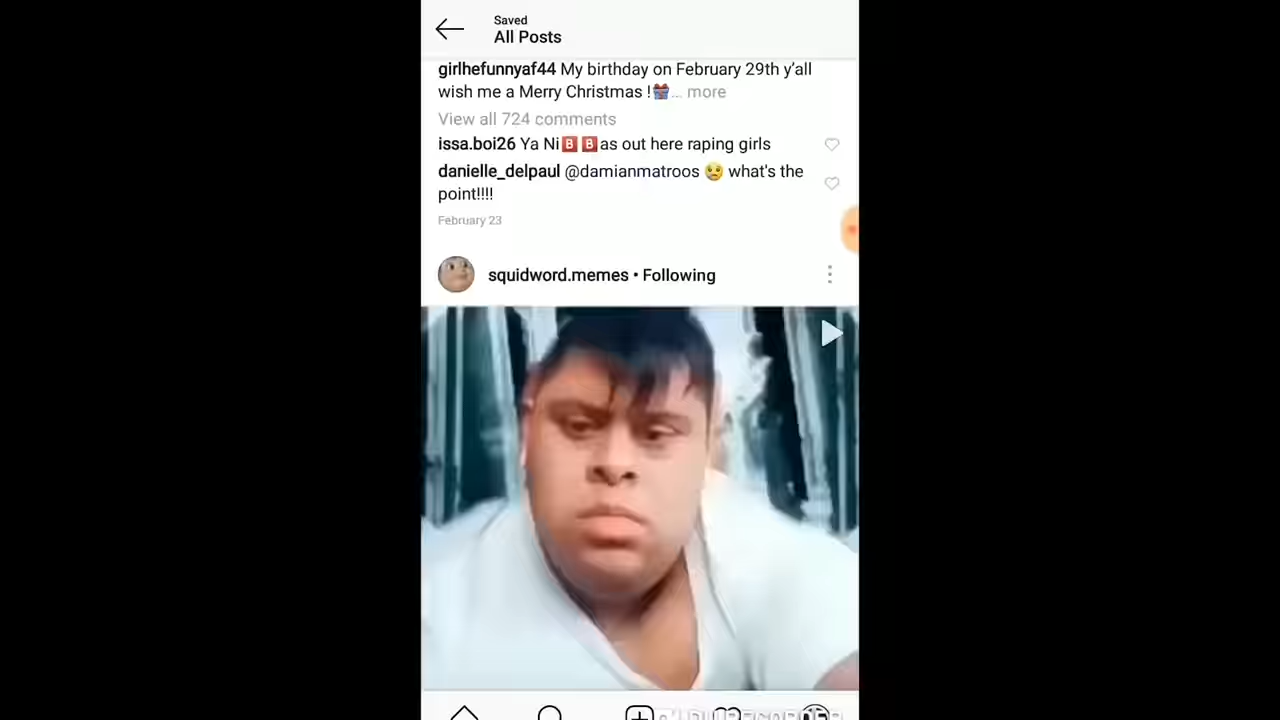 Saved
All Posts
girlhefunnyaf44 My birthday on February 29th y'all
wish me a Merry Christmas !🎁... more
View all 724 comments
issa.boi26 Ya Ni🅱️🅱️as out here raping girls
danielle_delpaul @damianmatroos 😢 what's the
point!!!!
February 23
squidword.memes • Following